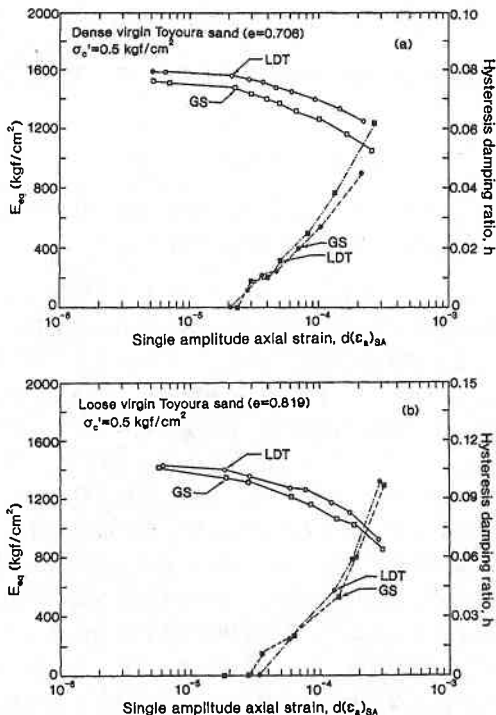 Dense virgin Toyoura sand (e=0.706)
σc'=0.5 kgf/cm²
(a)
LDT
GS
GS
LDT
2000
1600
1200
800
400
0
Eeq (kgf/cm²)
0.10
0.08
0.06
0.04
0.02
0
Hysteresis damping ratio, h
10⁻⁶
10⁻⁵
10⁻⁴
10⁻³
Single amplitude axial strain, d(εa)SA
Loose virgin Toyoura sand (e=0.819)
σc'=0.5 kgf/cm²
(b)
LDT
GS
LDT
GS
2000
1600
1200
800
400
0
Eeq (kgf/cm²)
0.15
0.12
0.09
0.06
0.03
0
Hysteresis damping ratio, h
10⁻⁶
10⁻⁵
10⁻⁴
10⁻³
Single amplitude axial strain, d(εa)SA